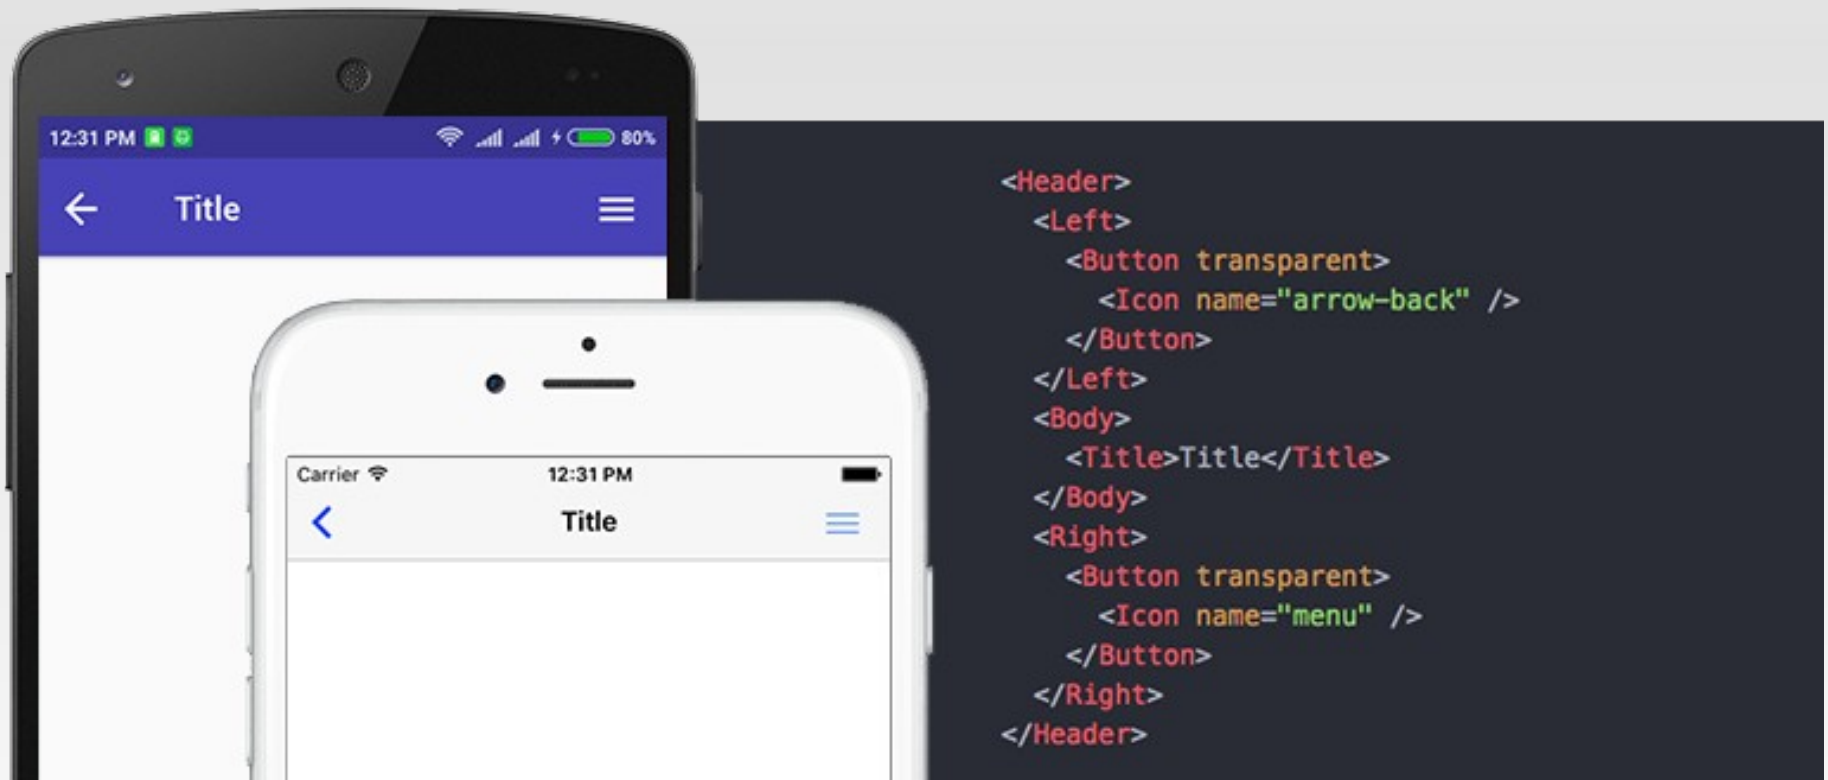 12:31 PM 80%
Title
Carrier 12:31 PM
Title
<Header>
  <Left>
    <Button transparent>
      <Icon name="arrow-back" />
    </Button>
  </Left>
  <Body>
    <Title>Title</Title>
  </Body>
  <Right>
    <Button transparent>
      <Icon name="menu" />
    </Button>
  </Right>
</Header>